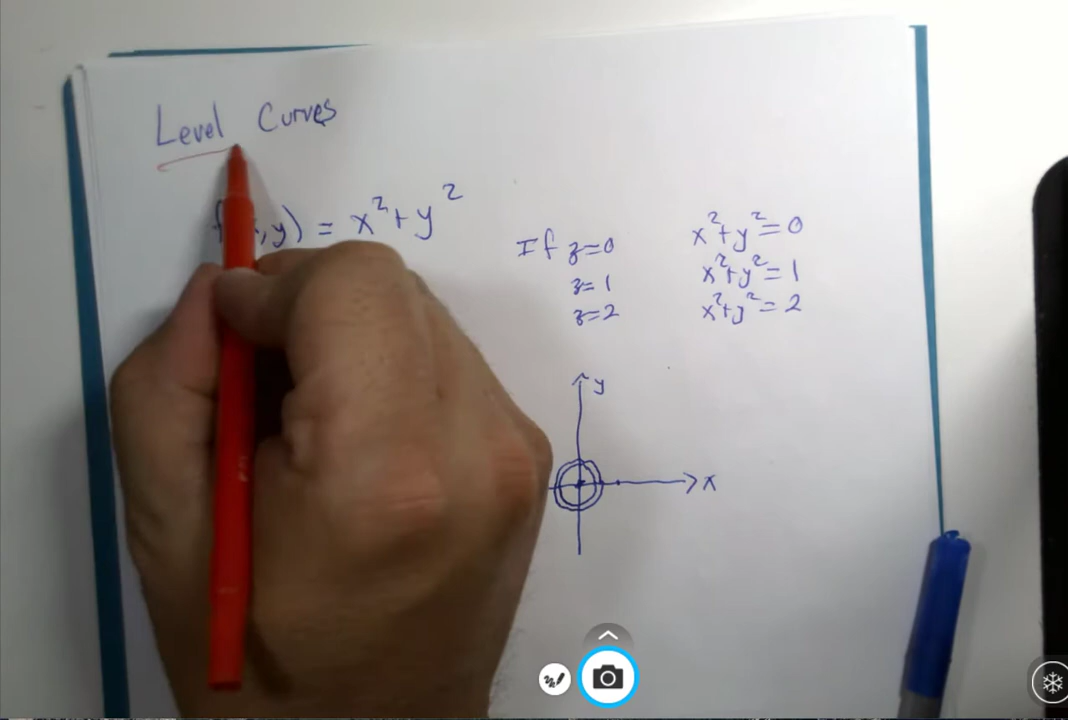 Level Curves
f(x,y) = x²+y²
If z=0 x²+y²=0
z=1 x²+y²=1
z=2 x²+y²=2
y
x